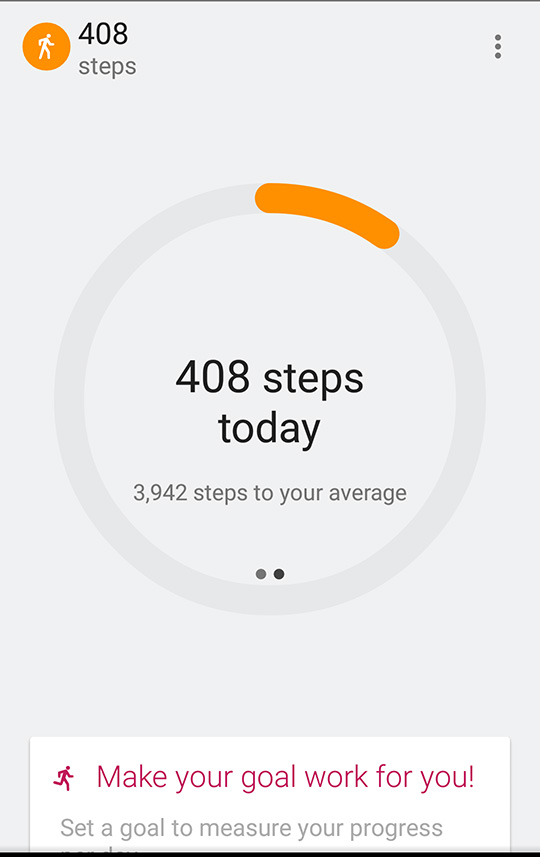 408
steps
408 steps
today
3,942 steps to your average
Make your goal work for you!
Set a goal to measure your progress